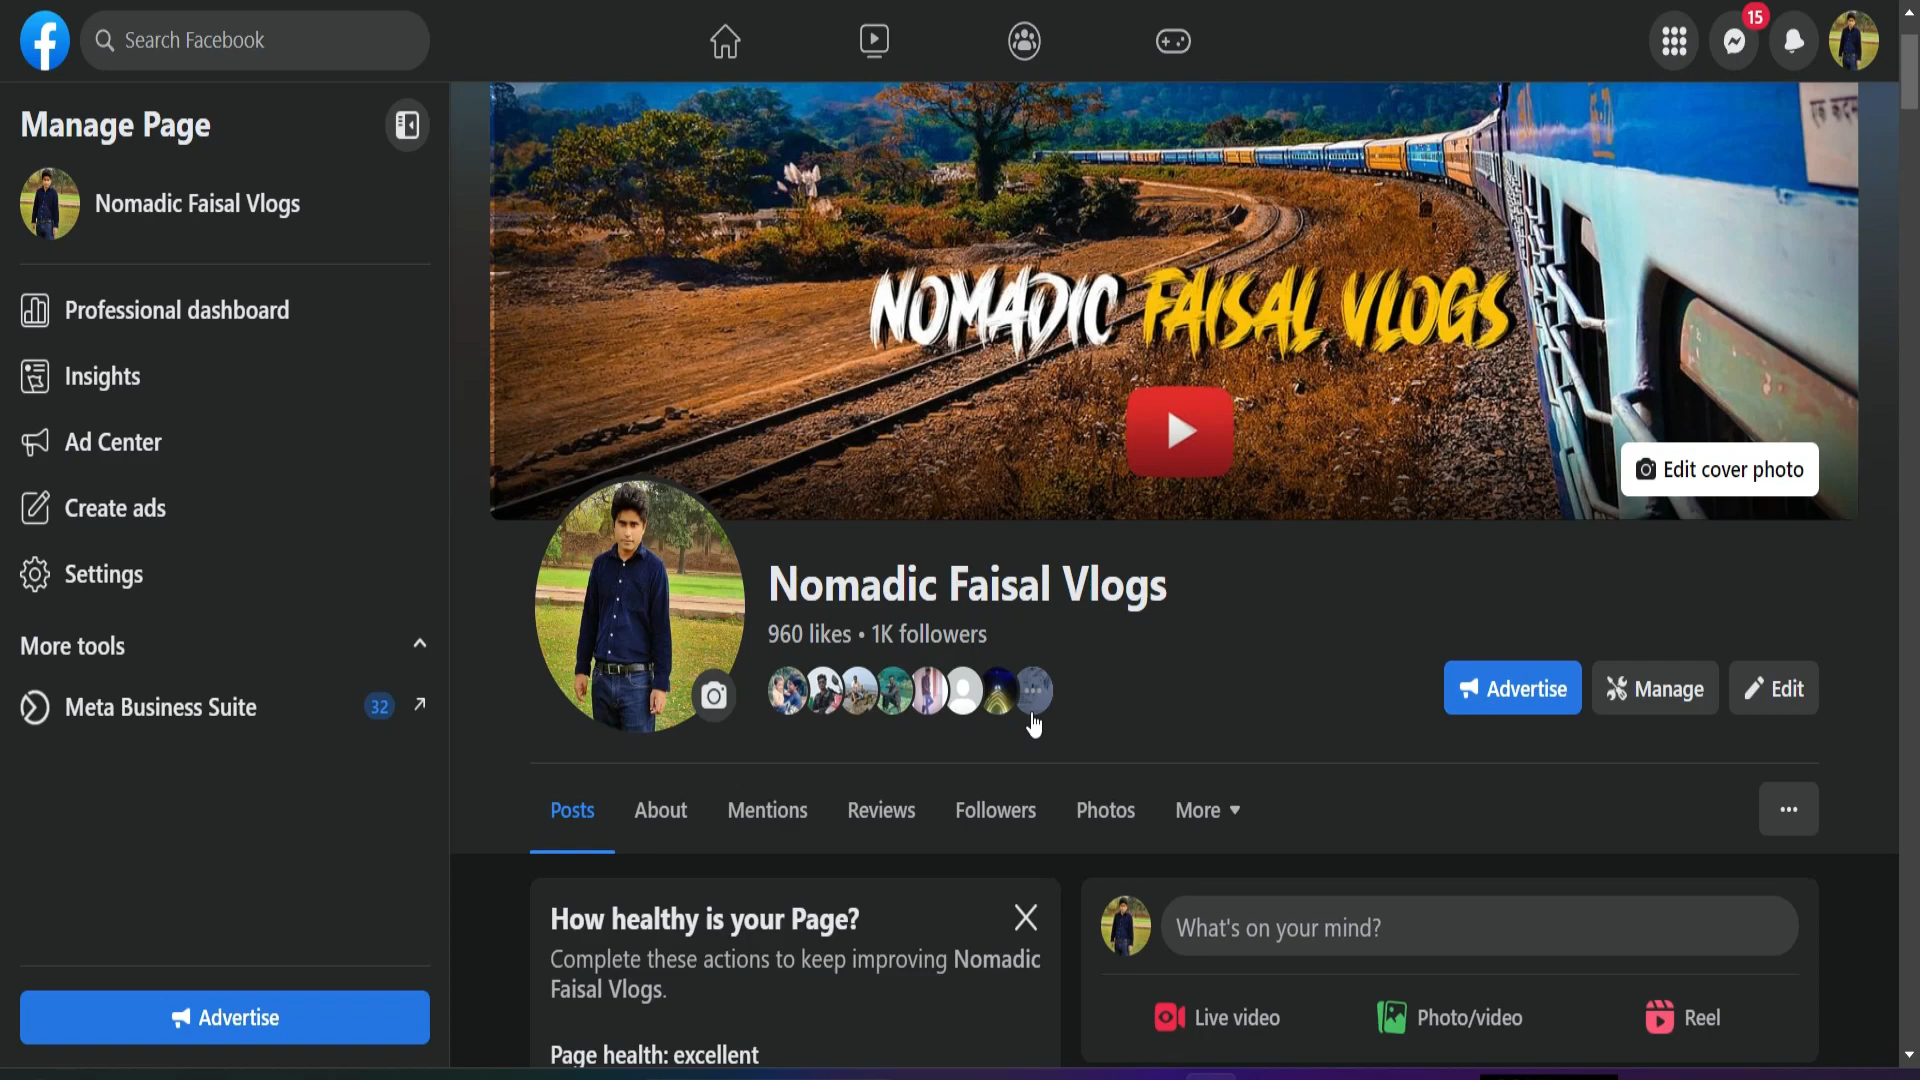 Search Facebook
15
Manage Page
Nomadic Faisal Vlogs
Professional dashboard
Insights
Ad Center
Create ads
Settings
More tools
Meta Business Suite
32
Advertise
NOMADIC FAISAL VLOGS
Edit cover photo
Nomadic Faisal Vlogs
960 likes • 1K followers
Advertise
Manage
Edit
Posts
About
Mentions
Reviews
Followers
Photos
More
How healthy is your Page?
Complete these actions to keep improving Nomadic
Faisal Vlogs.
Page health: excellent
What's on your mind?
Live video
Photo/video
Reel